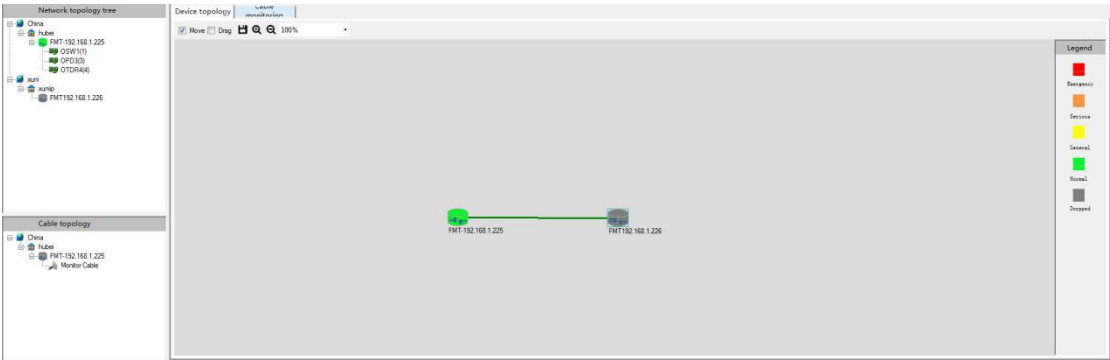 Network topology tree
China
hubei
FMT-192.168.1.225
OSW1(1)
OPD3(3)
OTDR4(4)
xuni
xuniip
FMT192.168.1.226
Cable topology
China
hubei
FMT-192.168.1.225
Monitor Cable
Device topology
Cable monitoring
Move
Drag
100%
FMT-192.168.1.225
FMT192.168.1.226
Legend
Emergency
Serious
General
Normal
Dropped